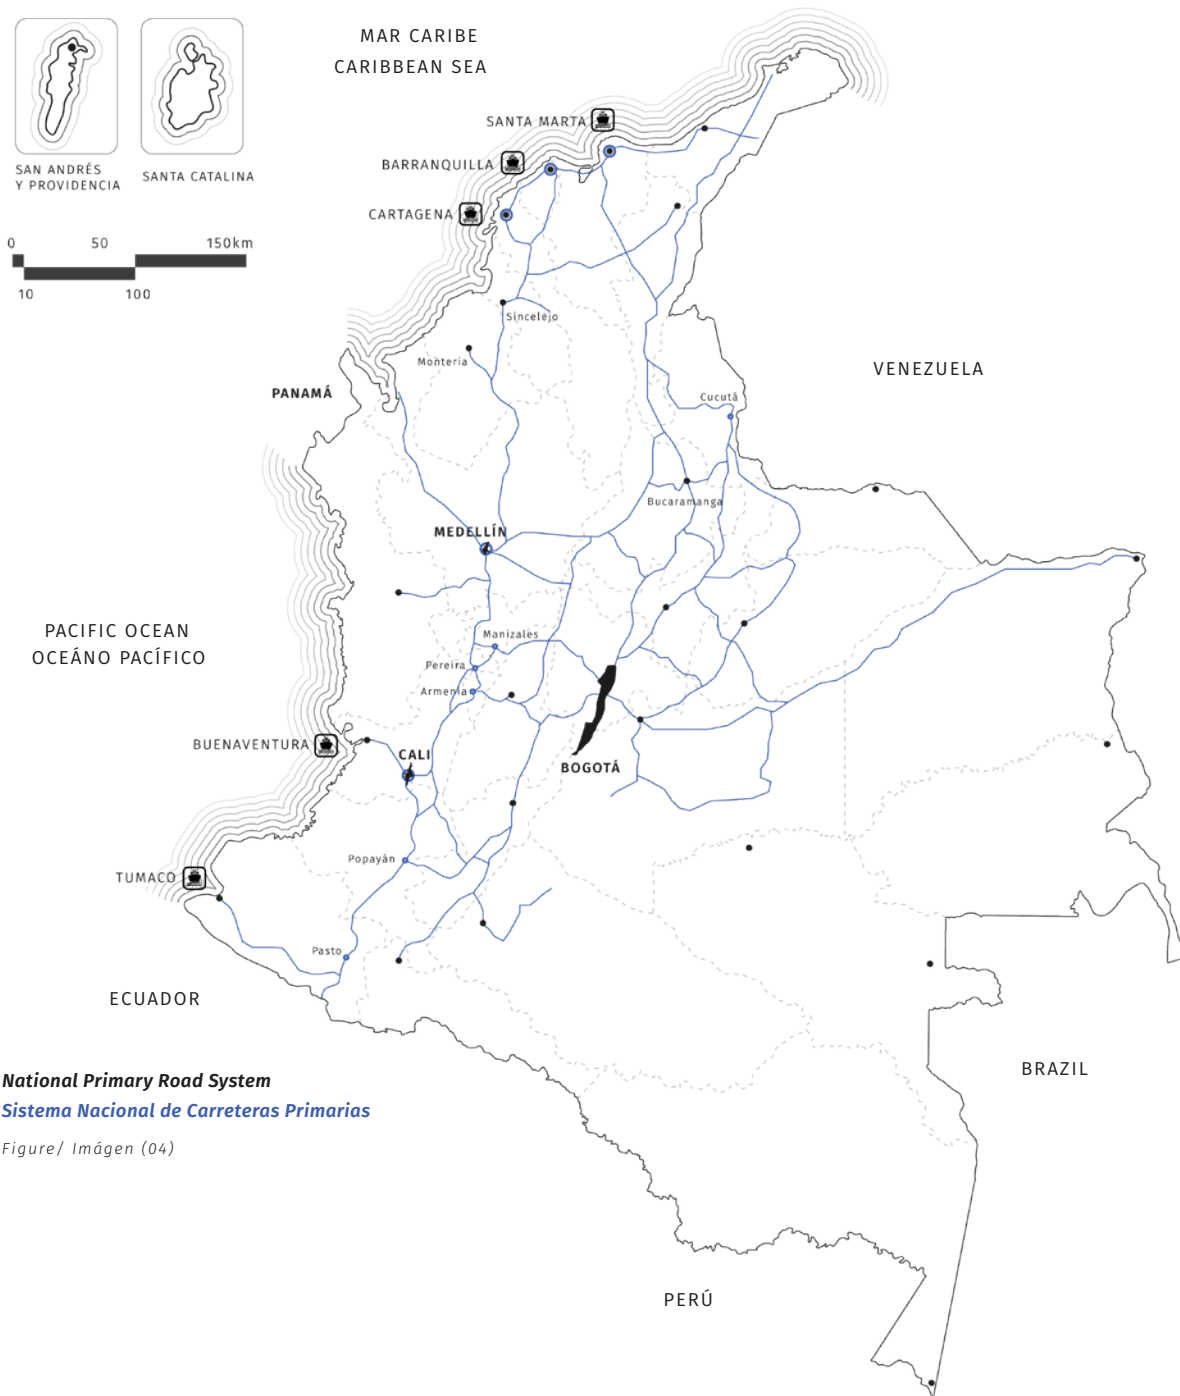 MAR CARIBE
CARIBBEAN SEA
SANTA MARTA
BARRANQUILLA
CARTAGENA
SAN ANDRÉS
Y PROVIDENCIA
SANTA CATALINA
0 50 150km
10 100
Sincelejo
Monteria
VENEZUELA
PANAMÁ
Cucutá
Bucaramanga
MEDELLÍN
PACIFIC OCEAN
OCEÁNO PACÍFICO
Manizales
Pereira
Armenia
BUENAVENTURA
CALI
BOGOTÁ
Popayán
TUMACO
Pasto
ECUADOR
BRAZIL
National Primary Road System
Sistema Nacional de Carreteras Primarias
Figure/ Imágen (04)
PERÚ